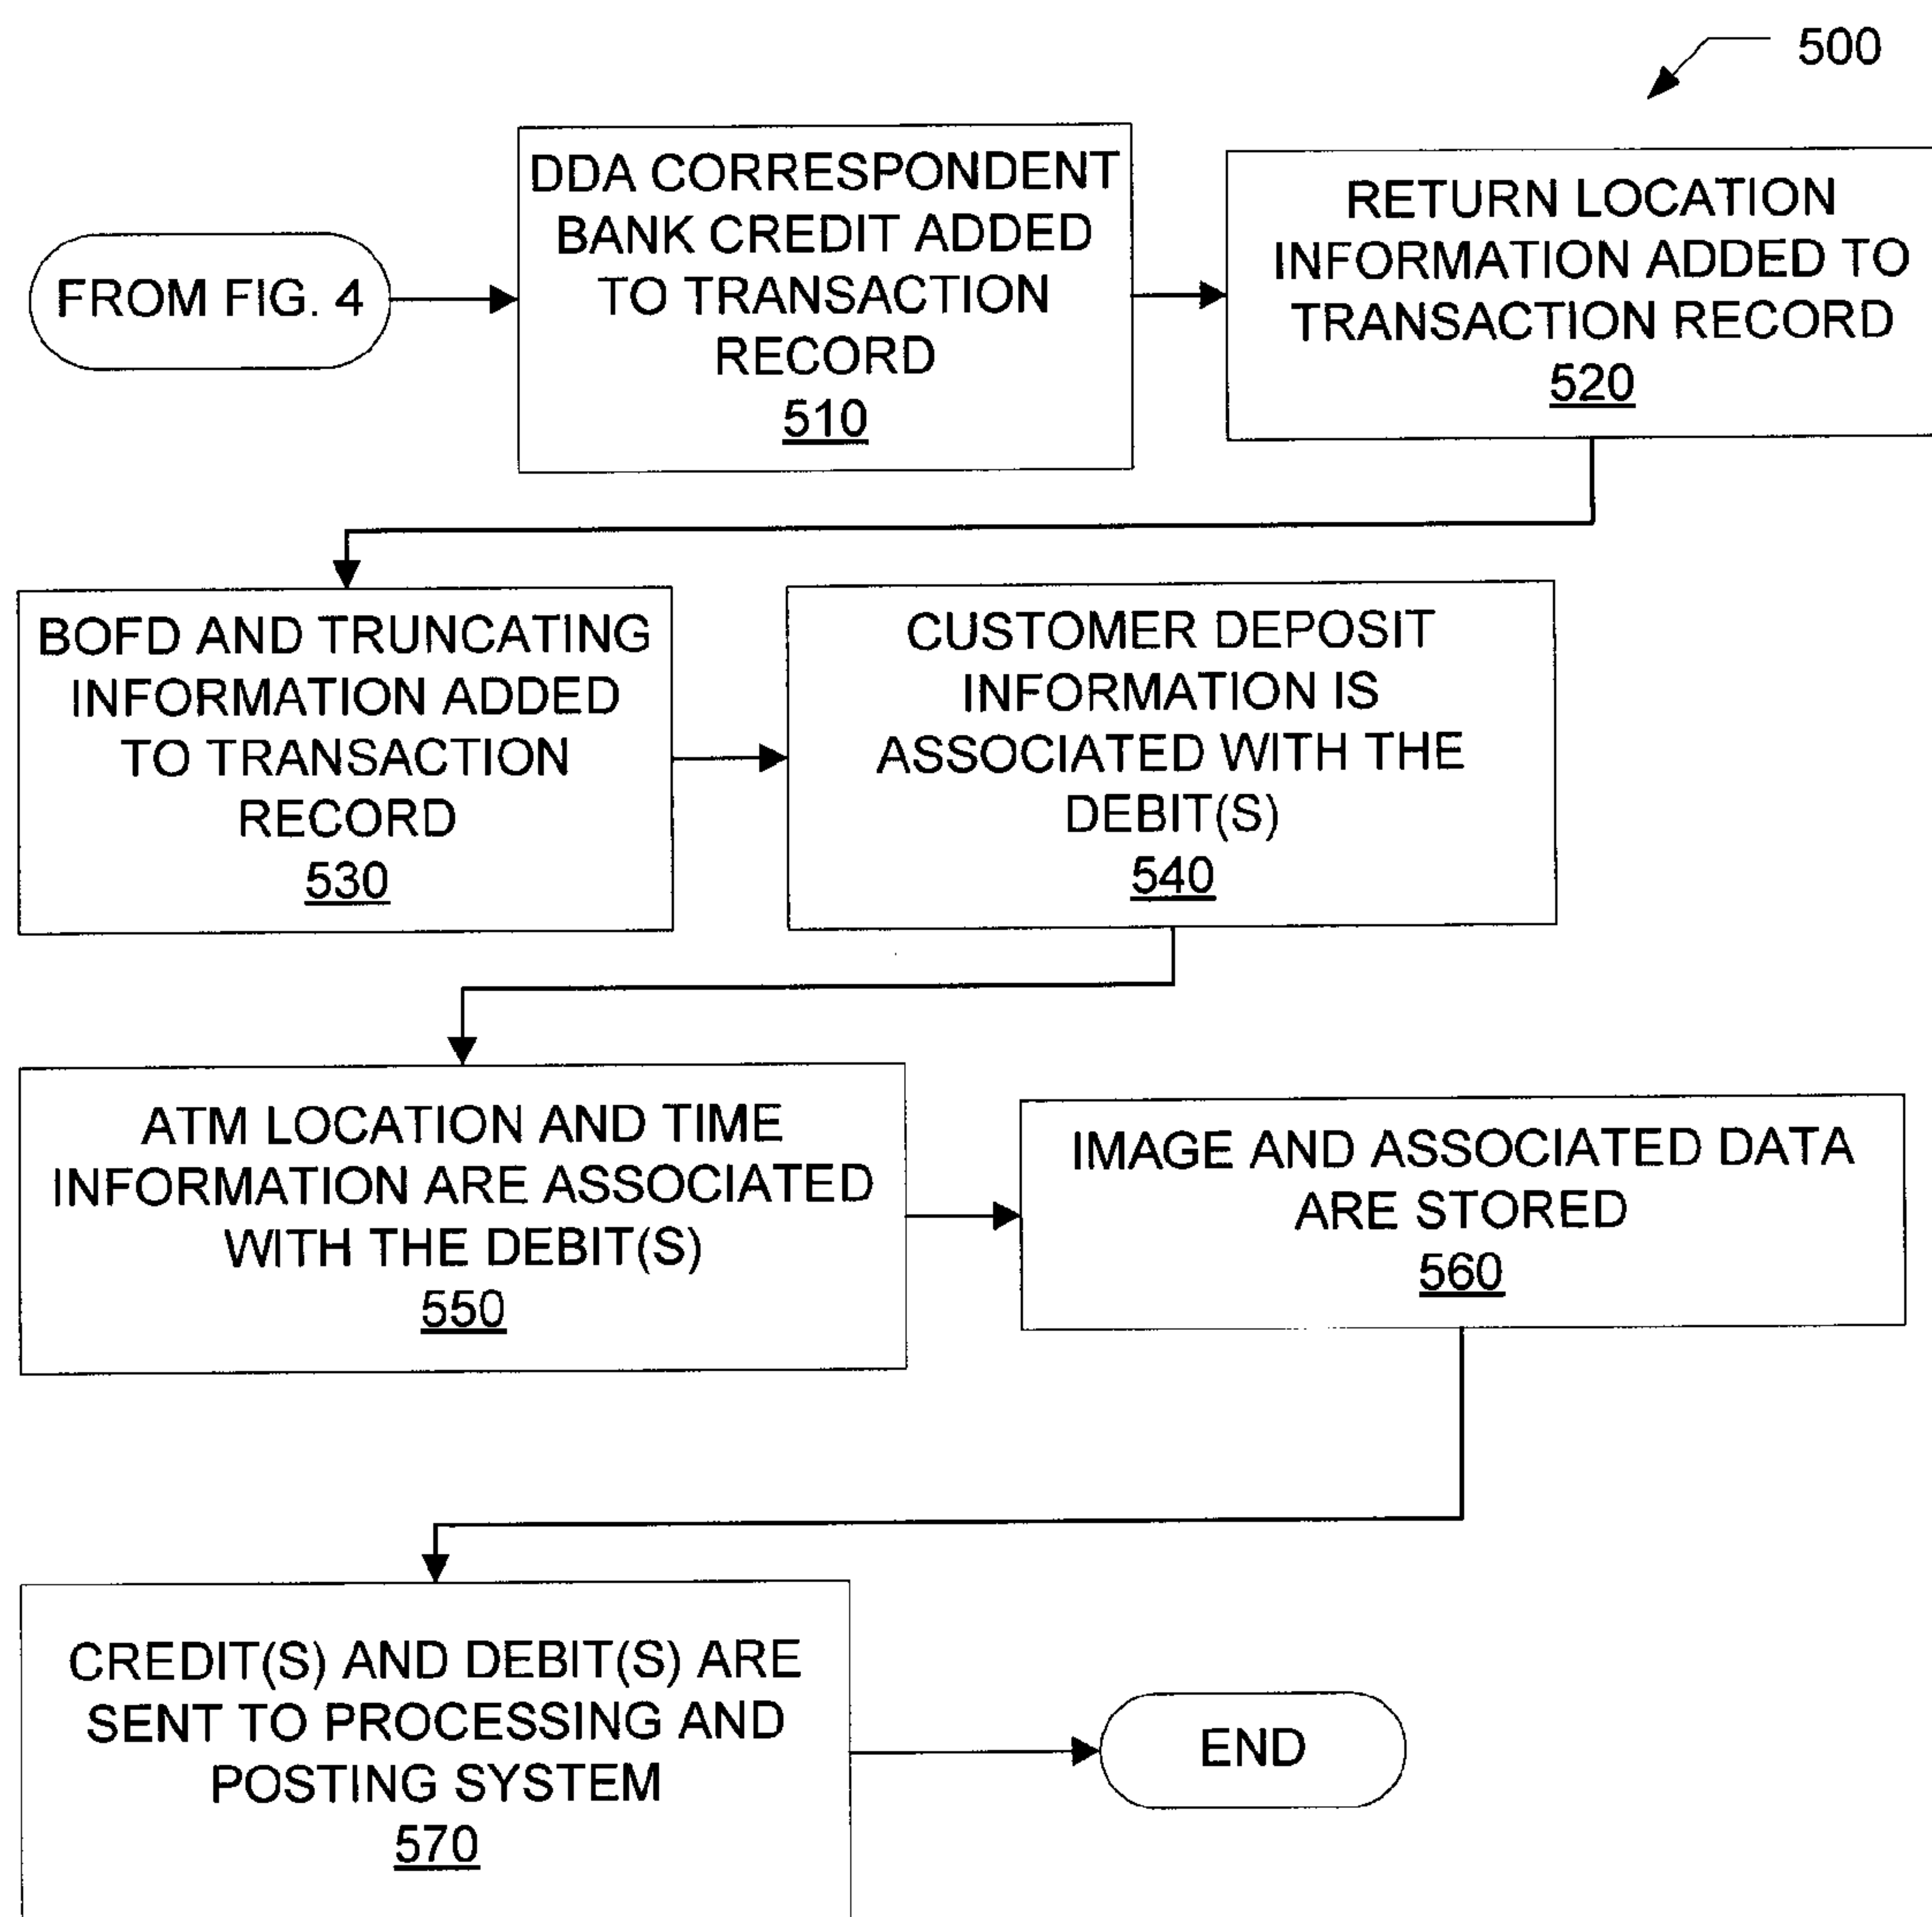 500
FROM FIG. 4
DDA CORRESPONDENT
BANK CREDIT ADDED
TO TRANSACTION
RECORD
510
RETURN LOCATION
INFORMATION ADDED TO
TRANSACTION RECORD
520
BOFD AND TRUNCATING
INFORMATION ADDED
TO TRANSACTION
RECORD
530
CUSTOMER DEPOSIT
INFORMATION IS
ASSOCIATED WITH THE
DEBIT(S)
540
ATM LOCATION AND TIME
INFORMATION ARE ASSOCIATED
WITH THE DEBIT(S)
550
IMAGE AND ASSOCIATED DATA
ARE STORED
560
CREDIT(S) AND DEBIT(S) ARE
SENT TO PROCESSING AND
POSTING SYSTEM
570
END